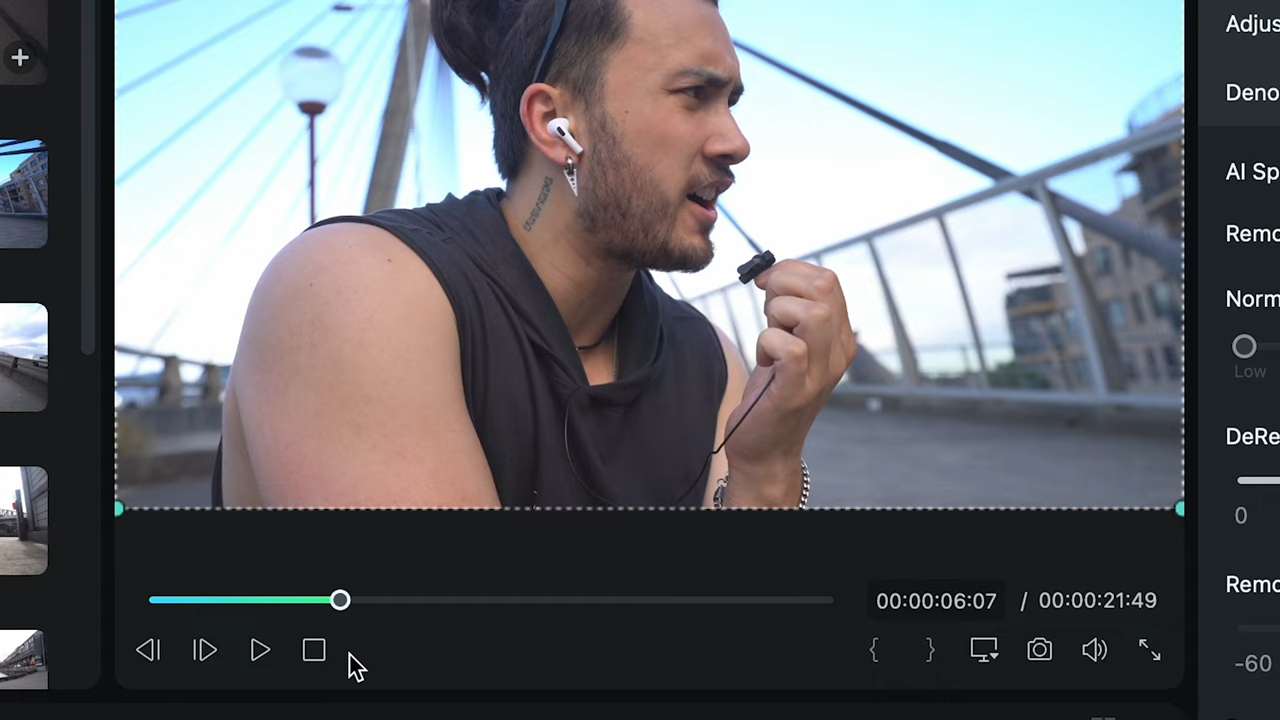 Adjus
Deno
AI Sp
Remo
Norm
Low
DeRe
0
Remo
-60
00:00:06:07 / 00:00:21:49